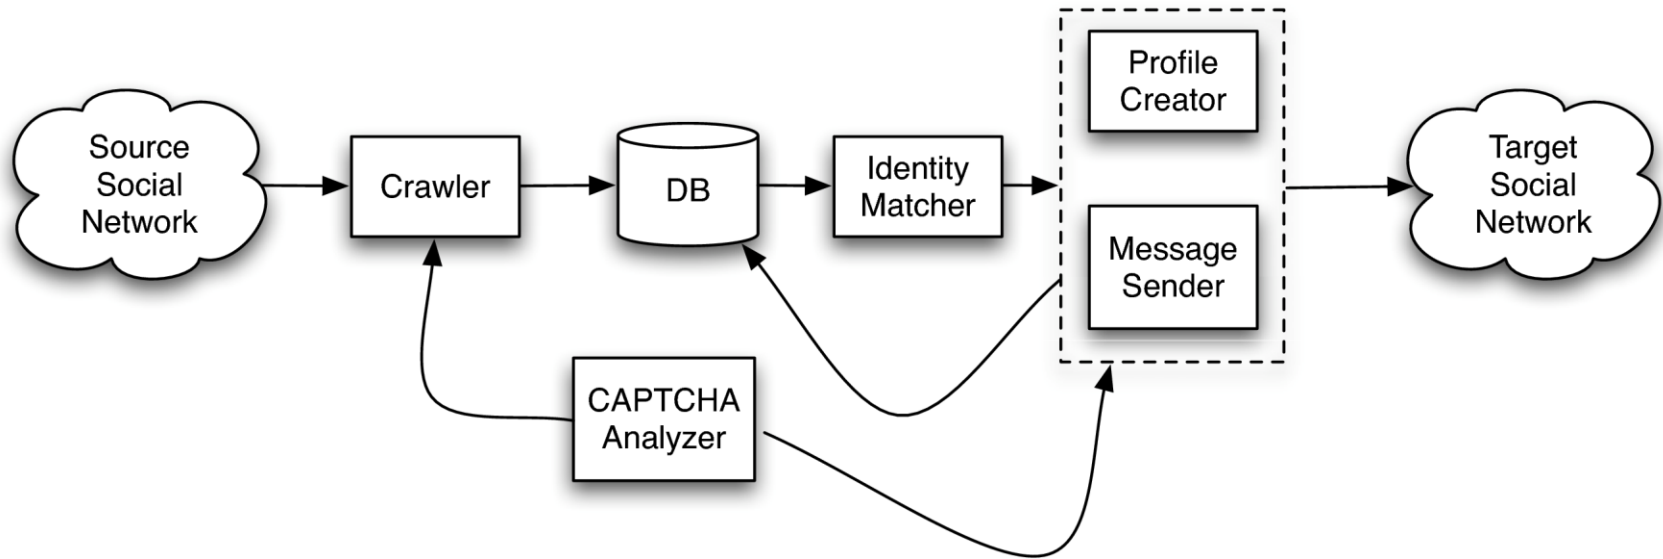 Source
Social
Network
Crawler
DB
Identity
Matcher
Profile
Creator
Message
Sender
Target
Social
Network
CAPTCHA
Analyzer